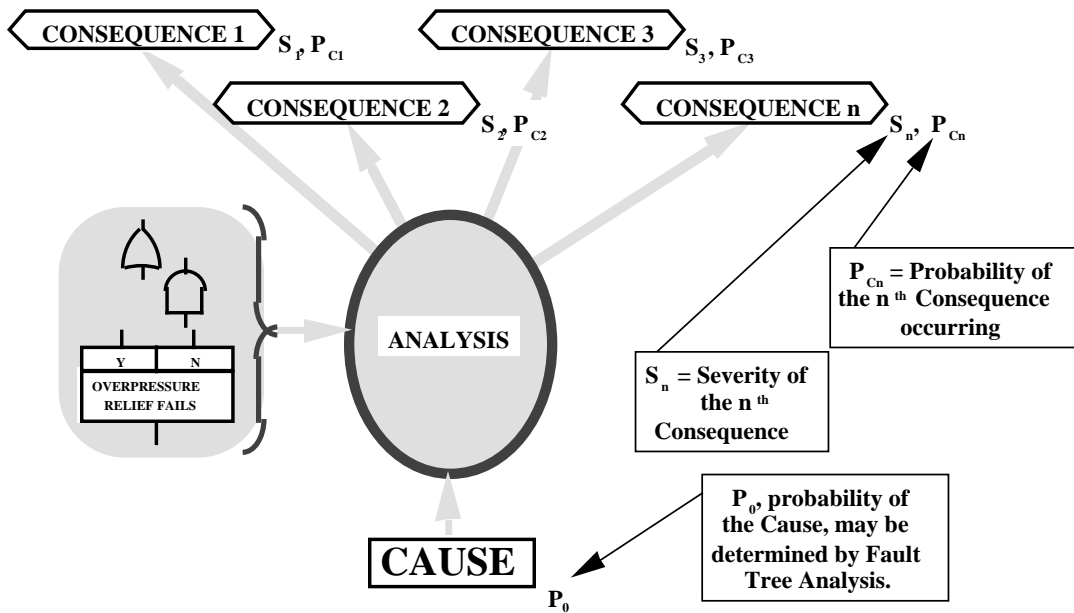 CONSEQUENCE 1
S1, PC1
CONSEQUENCE 3
S3, PC3
CONSEQUENCE 2
S2, PC2
CONSEQUENCE n
Sn, PCn
PCn = Probability of
the n th Consequence
occurring
ANALYSIS
Y N
OVERPRESSURE
RELIEF FAILS
Sn = Severity of
the n th
Consequence
P0, probability of
the Cause, may be
determined by Fault
Tree Analysis.
CAUSE
P0